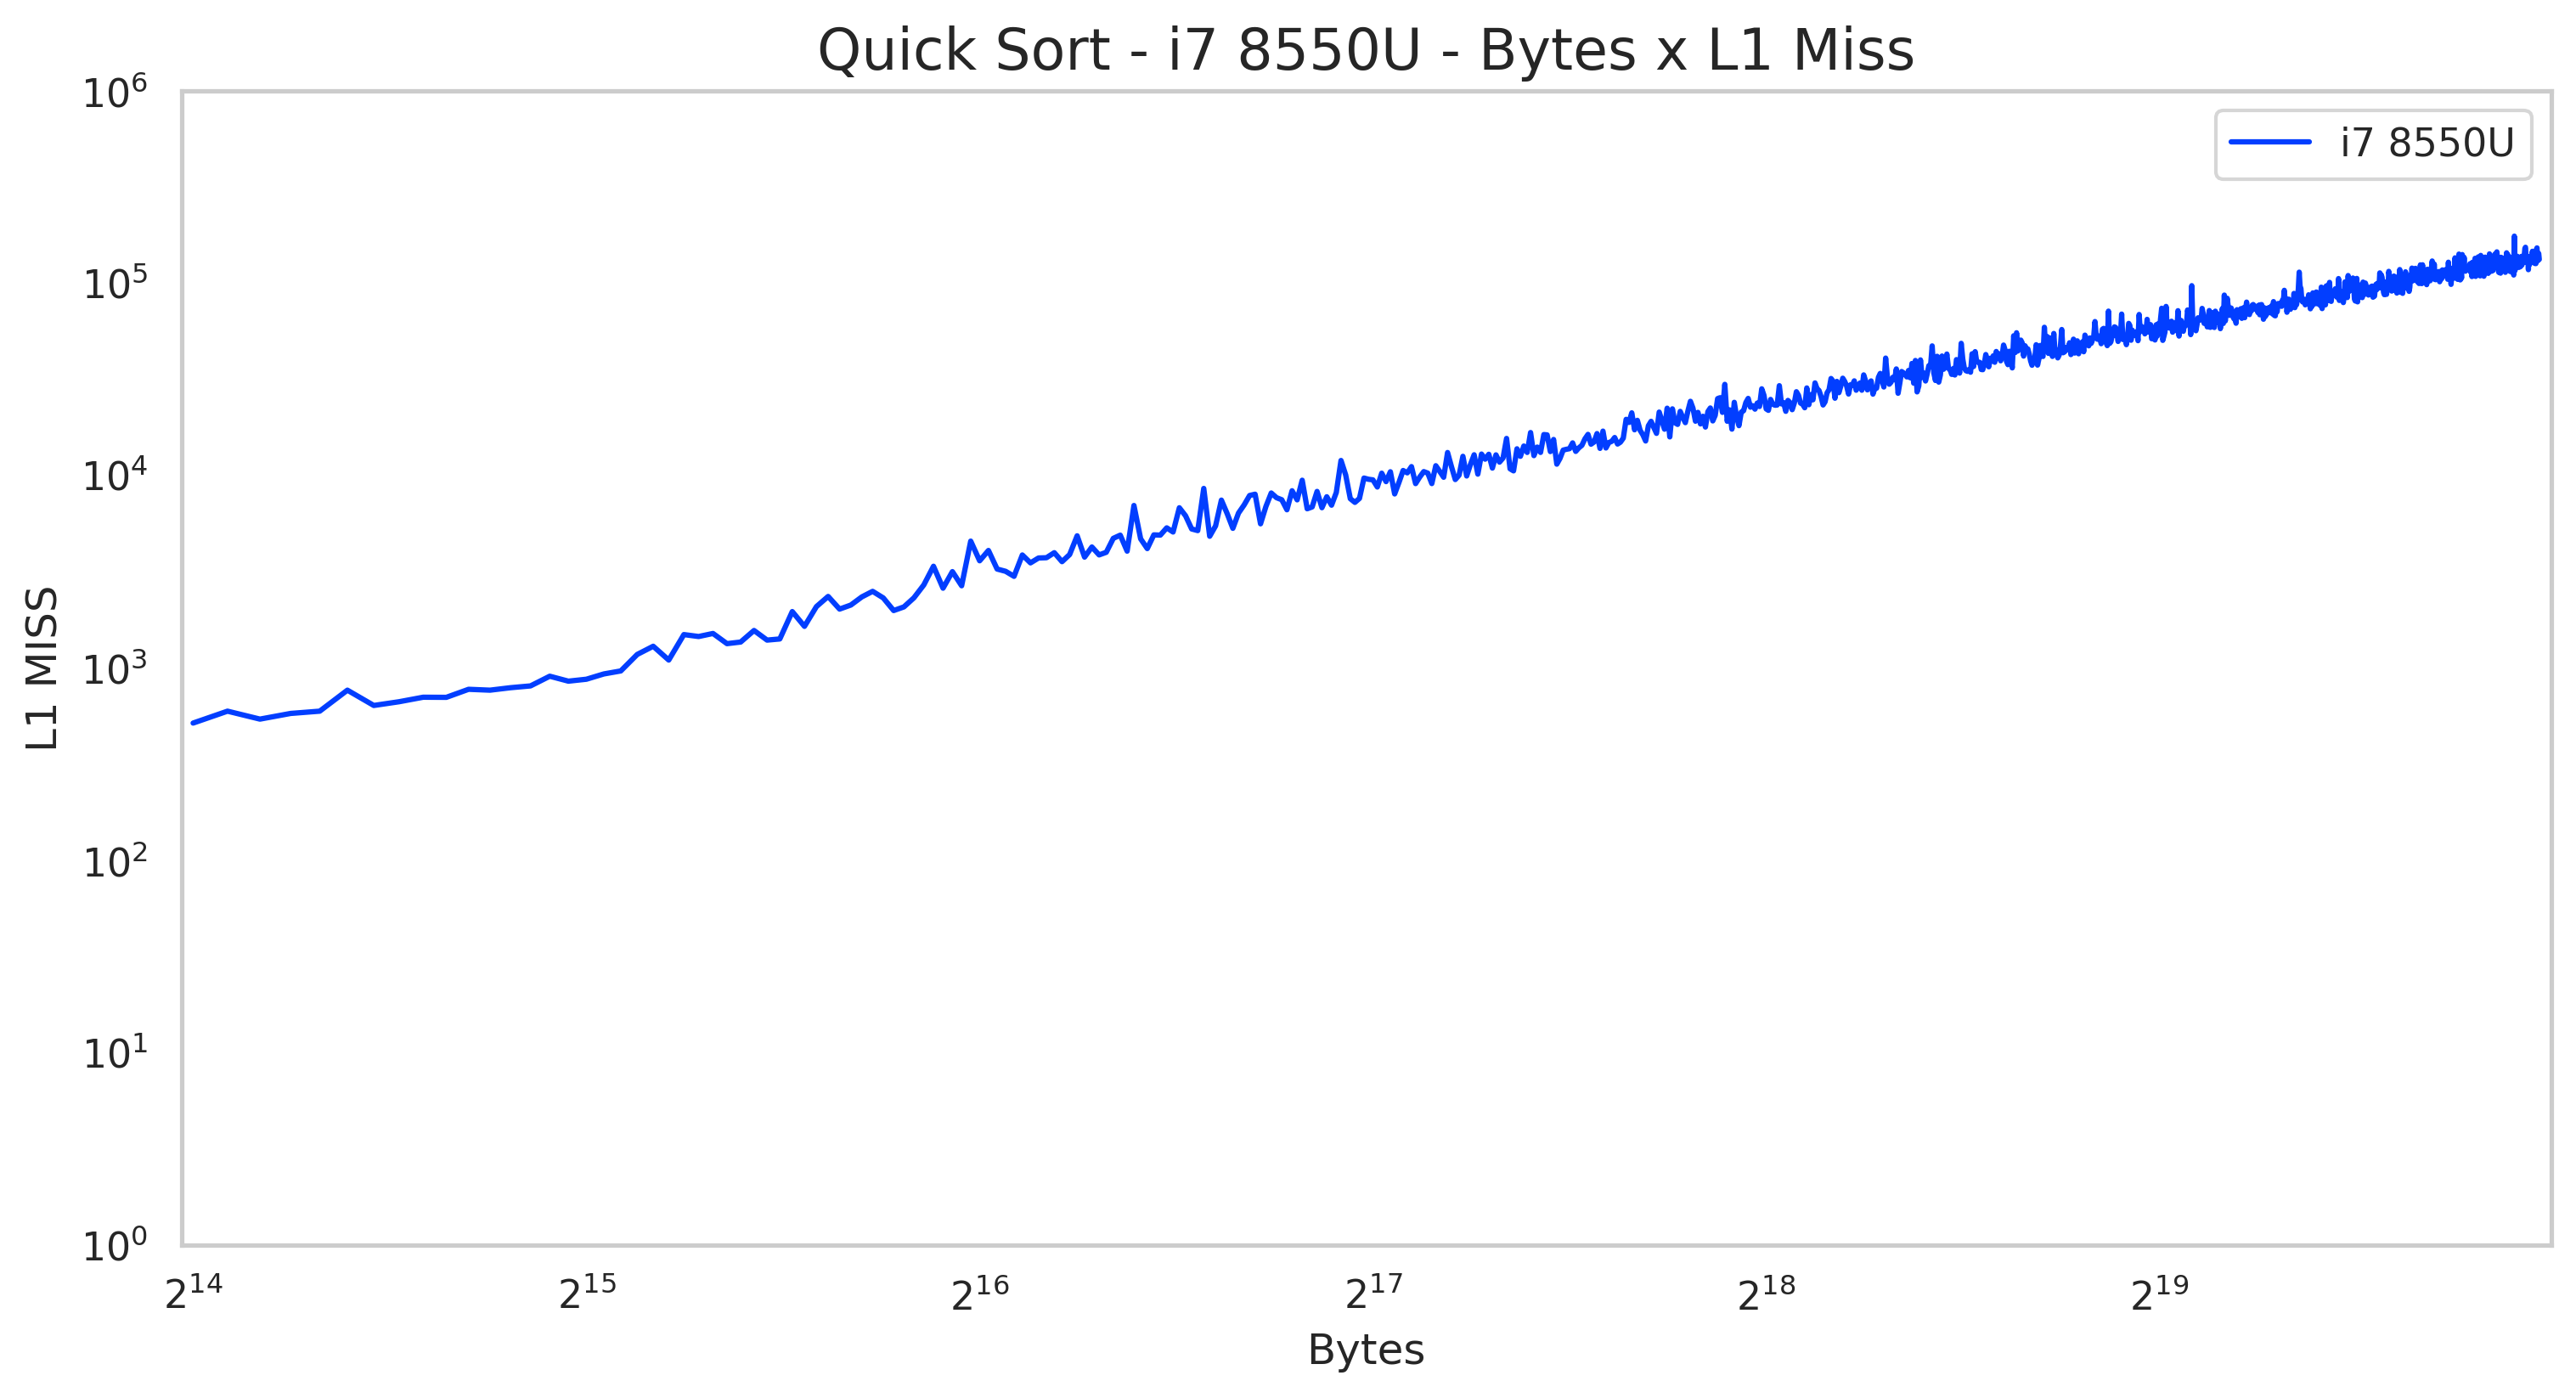 Quick Sort - i7 8550U - Bytes x L1 Miss
i7 8550U
L1 MISS
10⁶
10⁵
10⁴
10³
10²
10¹
10⁰
2¹⁴ 2¹⁵ 2¹⁶ 2¹⁷ 2¹⁸ 2¹⁹
Bytes